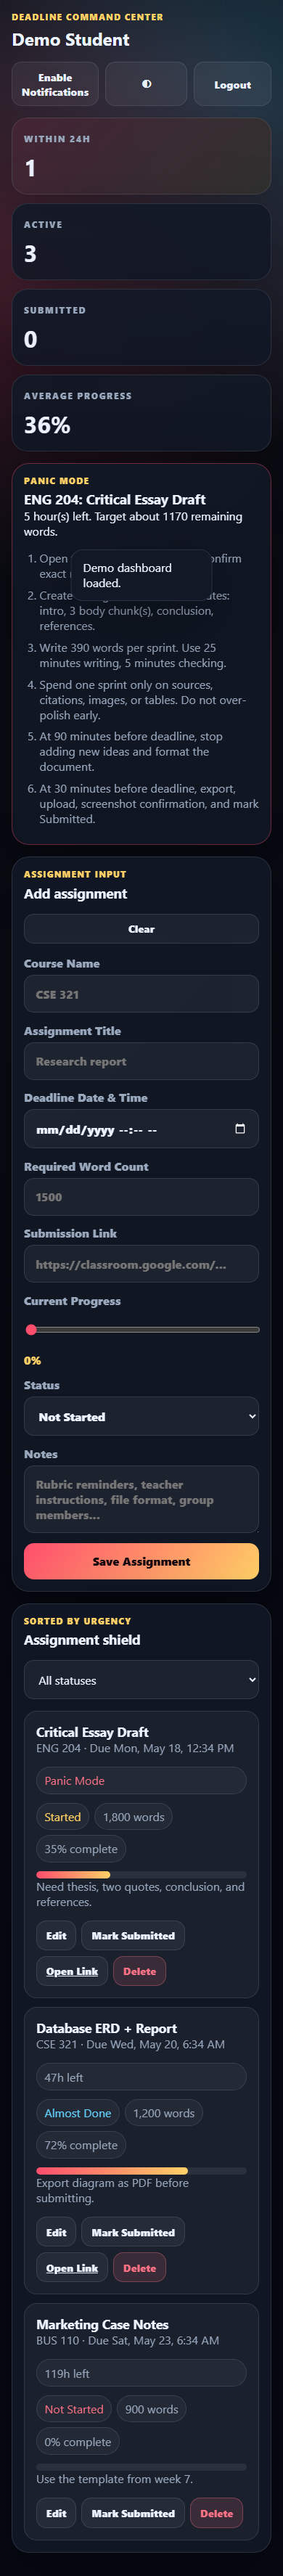 DEADLINE COMMAND CENTER
Demo Student
Enable
Notifications
Logout
WITHIN 24H
1
ACTIVE
3
SUBMITTED
0
AVERAGE PROGRESS
36%
PANIC MODE
ENG 204: Critical Essay Draft
5 hour(s) left. Target about 1170 remaining
words.
1. Open
exact
Demo dashboard
loaded.
2. Create
intro, 3 body chunk(s), conclusion,
references.
3. Write 390 words per sprint. Use 25
minutes writing, 5 minutes checking.
4. Spend one sprint only on sources,
citations, images, or tables. Do not over-
polish early.
5. At 90 minutes before deadline, stop
adding new ideas and format the
document.
6. At 30 minutes before deadline, export,
upload, screenshot confirmation, and mark
Submitted.
ASSIGNMENT INPUT
Add assignment
Clear
Course Name
CSE 321
Assignment Title
Research report
Deadline Date & Time
mm/dd/yyyy --:-- --
Required Word Count
1500
Submission Link
https://classroom.google.com/...
Current Progress
0%
Status
Not Started
Notes
Rubric reminders, teacher
instructions, file format, group
members...
Save Assignment
SORTED BY URGENCY
Assignment shield
All statuses
Critical Essay Draft
ENG 204 · Due Mon, May 18, 12:34 PM
Panic Mode
Started 1,800 words
35% complete
Need thesis, two quotes, conclusion, and
references.
Edit Mark Submitted
Open Link Delete
Database ERD + Report
CSE 321 · Due Wed, May 20, 6:34 AM
47h left
Almost Done 1,200 words
72% complete
Export diagram as PDF before
submitting.
Edit Mark Submitted
Open Link Delete
Marketing Case Notes
BUS 110 · Due Sat, May 23, 6:34 AM
119h left
Not Started 900 words
0% complete
Use the template from week 7.
Edit Mark Submitted Delete